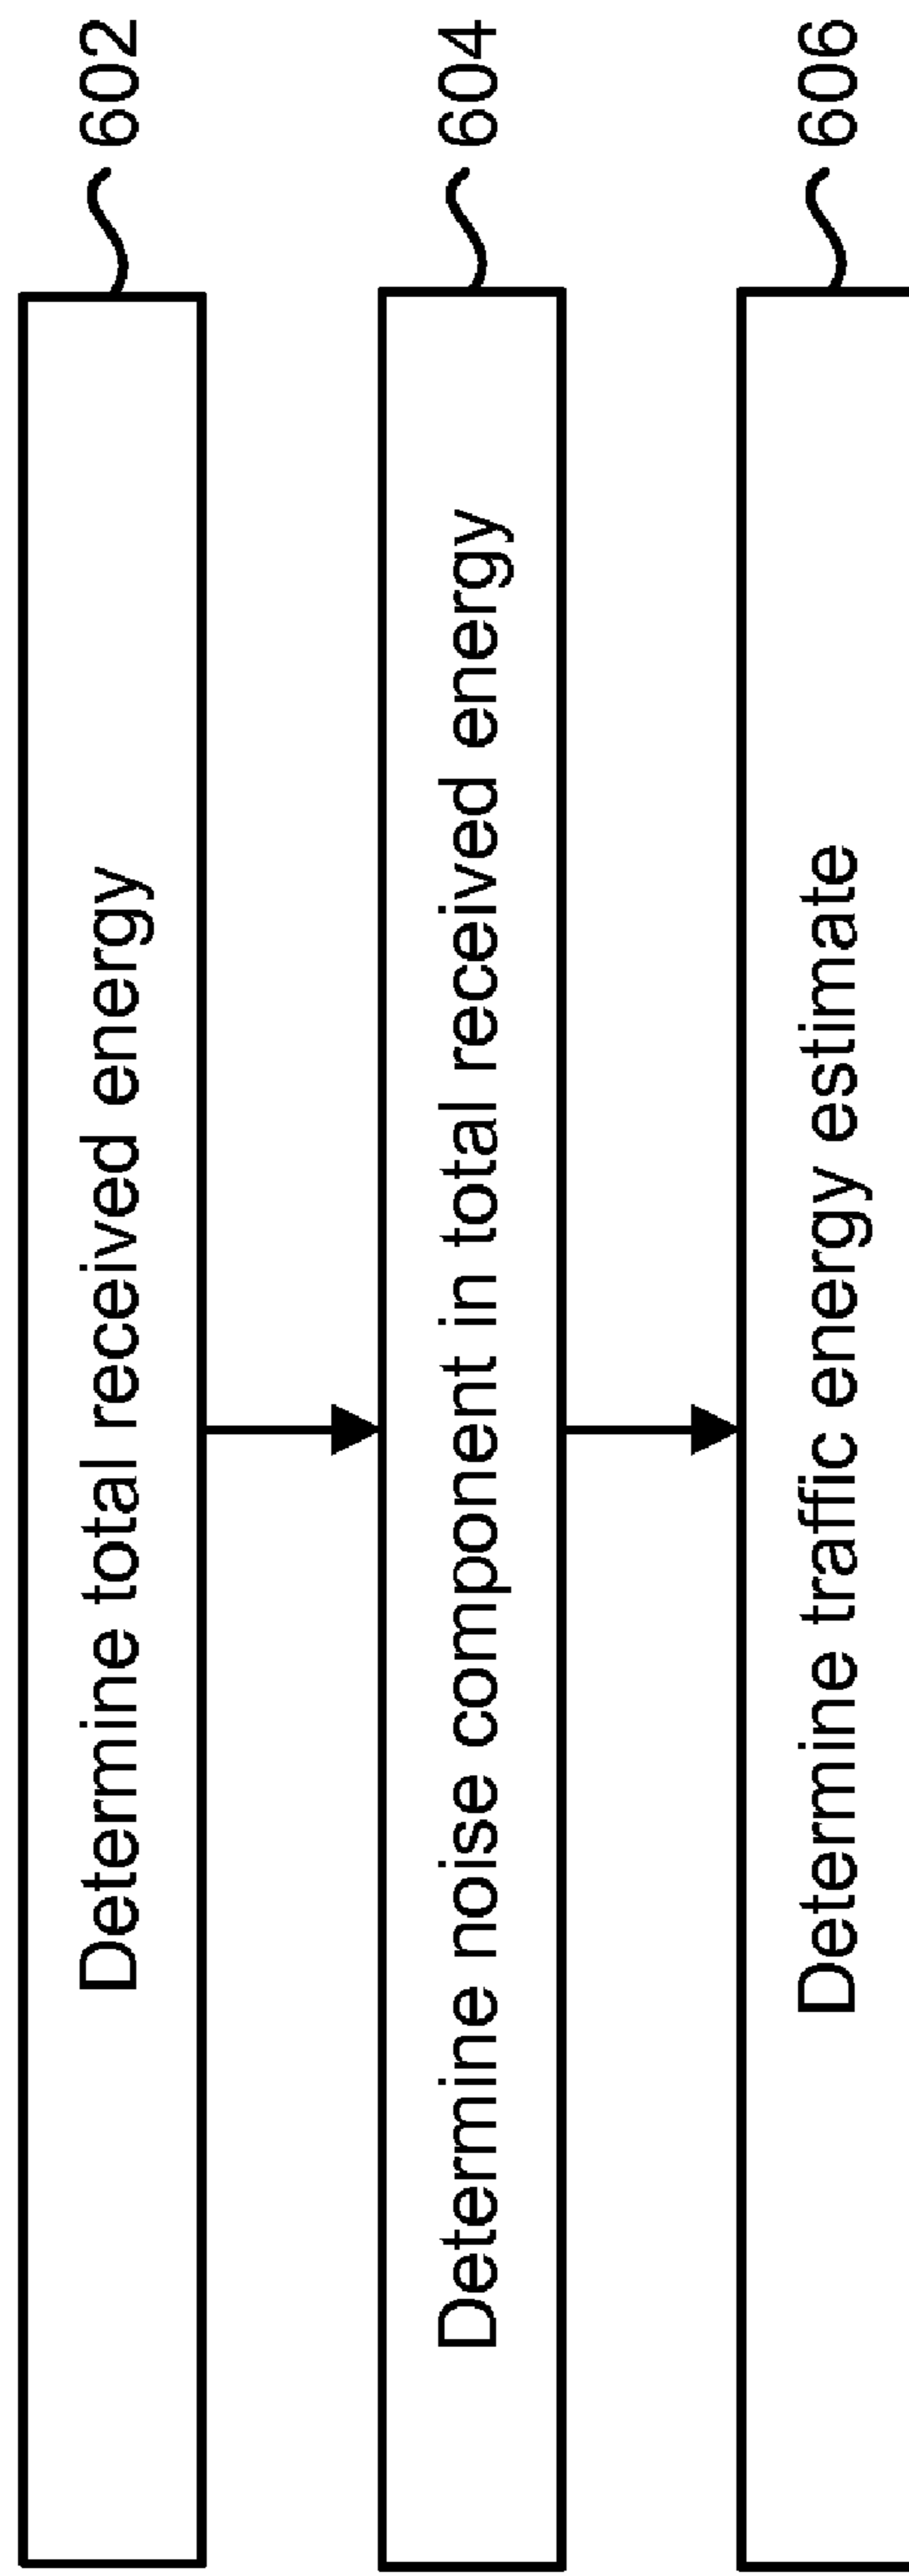 Determine total received energy
602
Determine noise component in total received energy
604
Determine traffic energy estimate
606